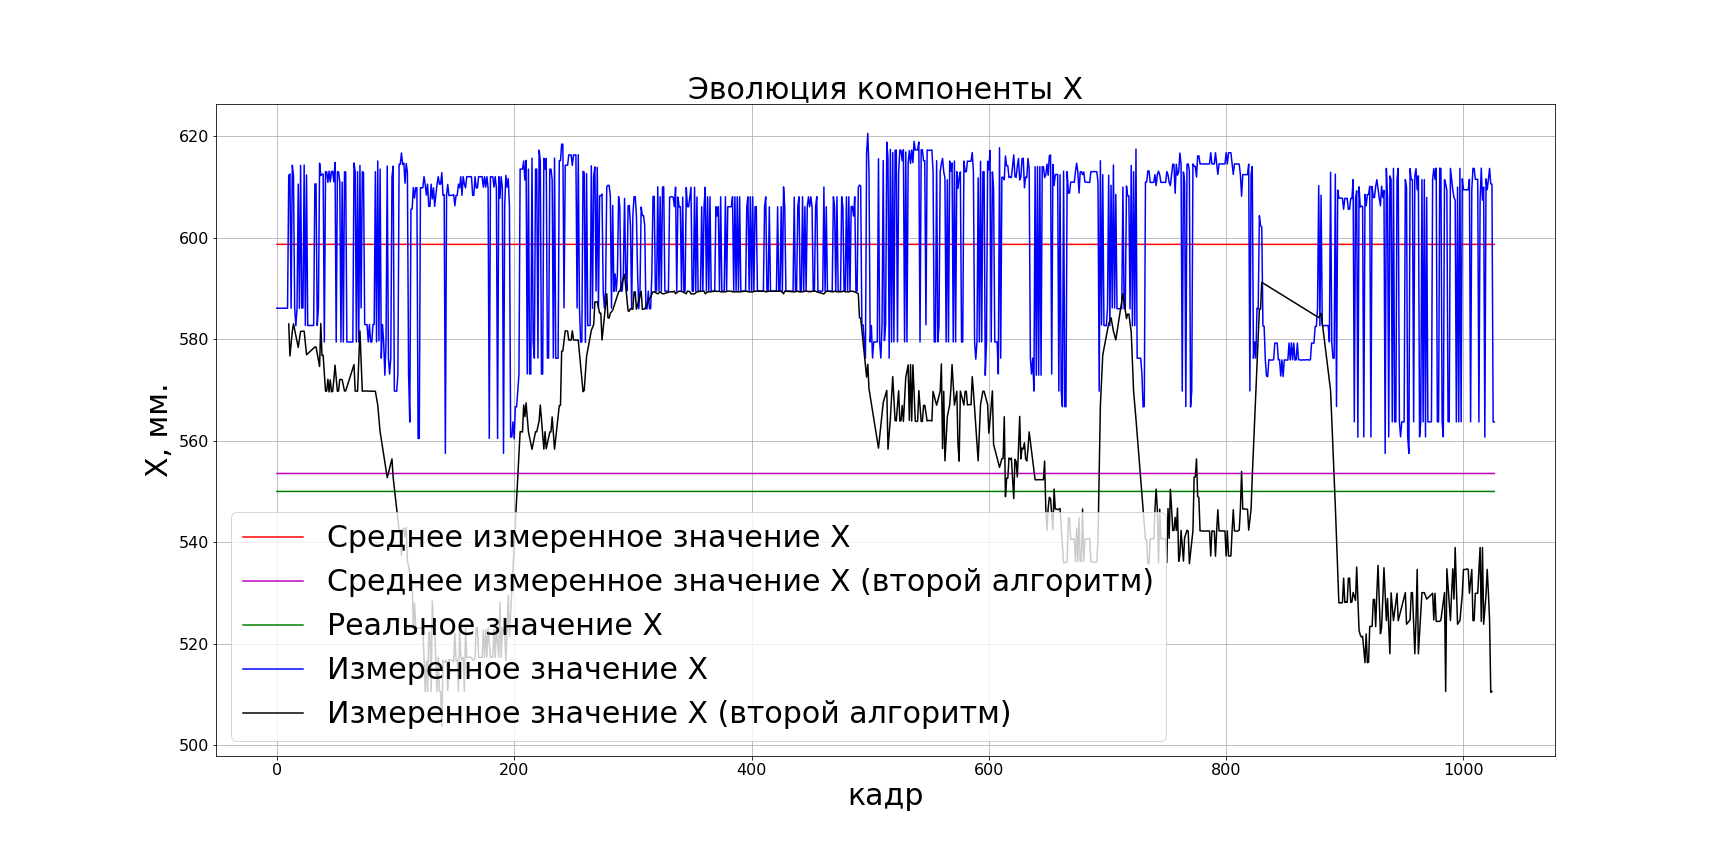 Эволюция компоненты X
620
600
580
560
540
520
500
X, мм.
Среднее измеренное значение X
Среднее измеренное значение X (второй алгоритм)
Реальное значение X
Измеренное значение X
Измеренное значение X (второй алгоритм)
0 200 400 600 800 1000
кадр